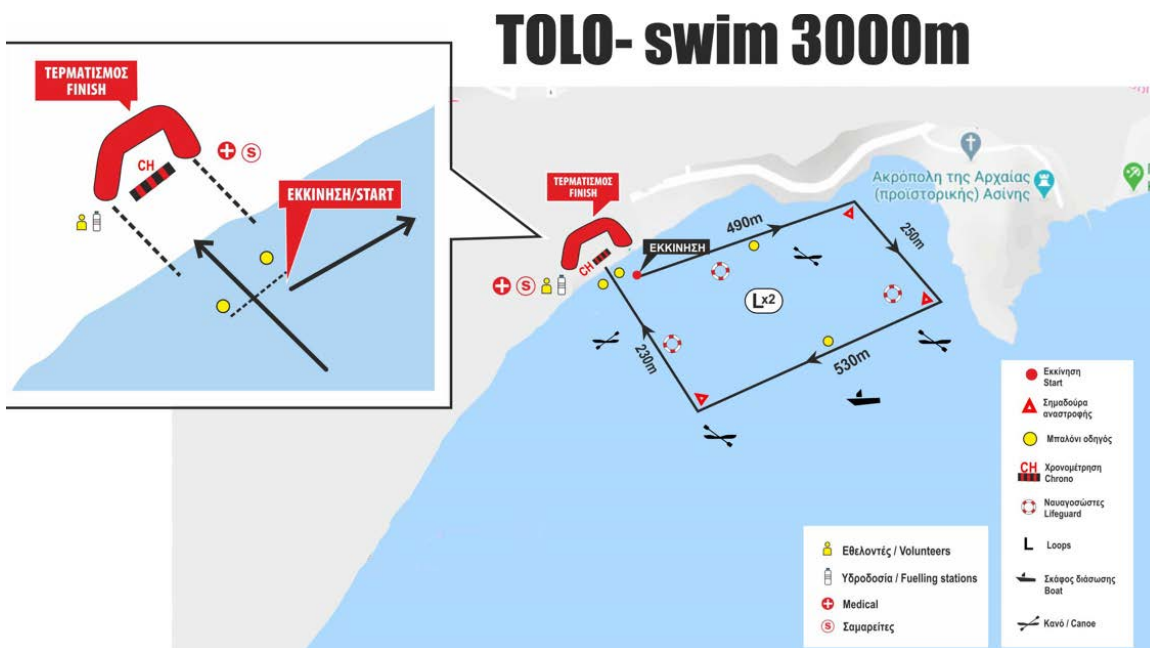 TOLO- swim 3000m
ΤΕΡΜΑΤΙΣΜΟΣ
FINISH
CH
S
ΕΚΚΙΝΗΣΗ/START
ΤΕΡΜΑΤΙΣΜΟΣ
FINISH
CH
S
ΕΚΚΙΝΗΣΗ
490m
250m
530m
230m
Lx2
Ακρόπολη της Αρχαίας
(προϊστορικής) Ασίνης
Εκκίνηση
Start
Σημαδούρα
αναστροφής
Μπαλόνι οδηγός
CH
Χρονομέτρηση
Chrono
Ναυαγοσώστες
Lifeguard
L Loops
Σκάφος διάσωσης
Boat
Κανό / Canoe
Εθελοντές / Volunteers
Υδροδοσία / Fuelling stations
Medical
S Σαμαρείτες